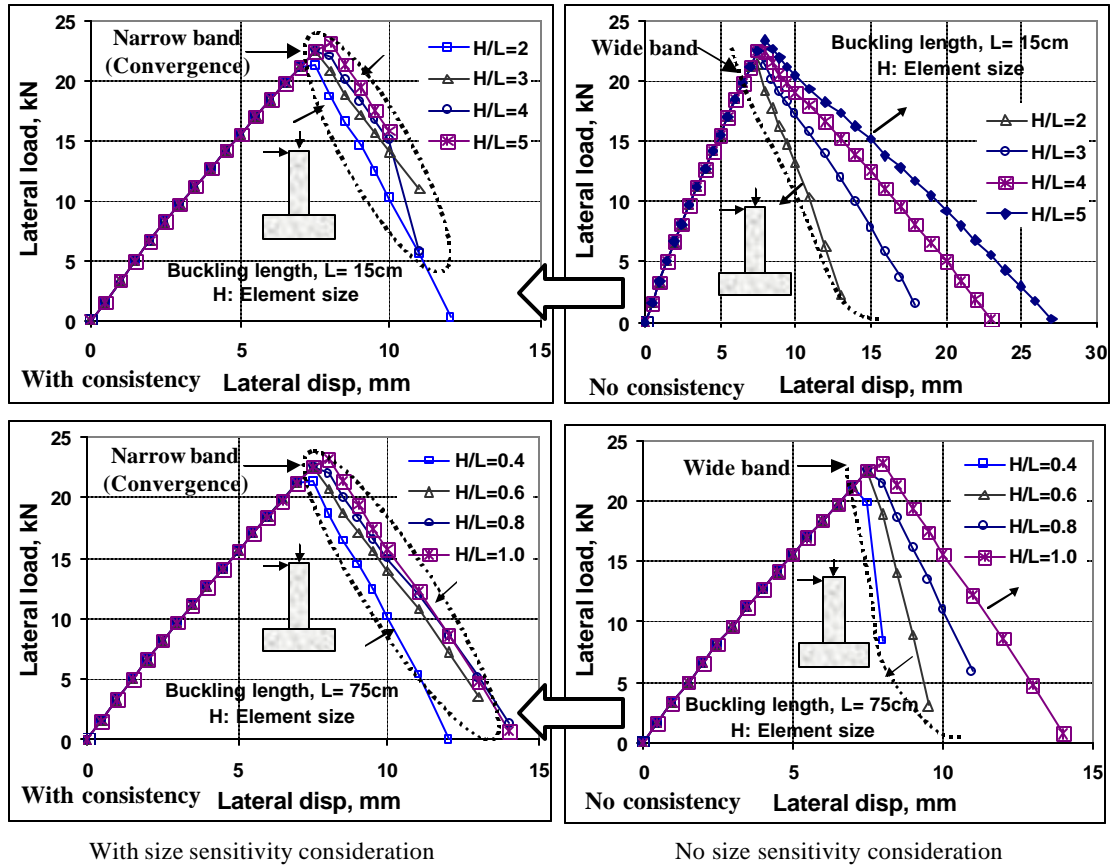 25
20
15
10
5
0
0
5
10
15
Lateral load, kN
Narrow band
(Convergence)
H/L=2
H/L=3
H/L=4
H/L=5
Buckling length, L= 15cm
H: Element size
With consistency
Lateral disp, mm
25
20
15
10
5
0
0
5
10
15
20
25
30
Lateral load, kN
Wide band
Buckling length, L= 15cm
H: Element size
H/L=2
H/L=3
H/L=4
H/L=5
No consistency
Lateral disp, mm
25
20
15
10
5
0
0
5
10
15
Lateral load, kN
Narrow band
(Convergence)
H/L=0.4
H/L=0.6
H/L=0.8
H/L=1.0
Buckling length, L= 75cm
H: Element size
With consistency
Lateral disp, mm
25
20
15
10
5
0
0
5
10
15
Lateral load, kN
Wide band
H/L=0.4
H/L=0.6
H/L=0.8
H/L=1.0
Buckling length, L= 75cm
H: Element size
No consistency
Lateral disp, mm
With size sensitivity consideration
No size sensitivity consideration